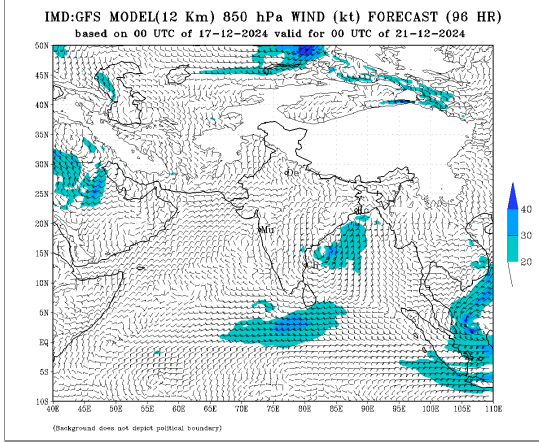 IMD:GFS MODEL(12 Km) 850 hPa WIND (kt) FORECAST (96 HR)
based on 00 UTC of 17-12-2024 valid for 00 UTC of 21-12-2024
50N
45N
40N
35N
30N
25N
20N
15N
10N
5N
EQ
5S
10S
De
Mu
40
30
20
40E 45E 50E 55E 60E 65E 70E 75E 80E 85E 90E 95E 100E 105E 110E
(Background does not depict political boundary)